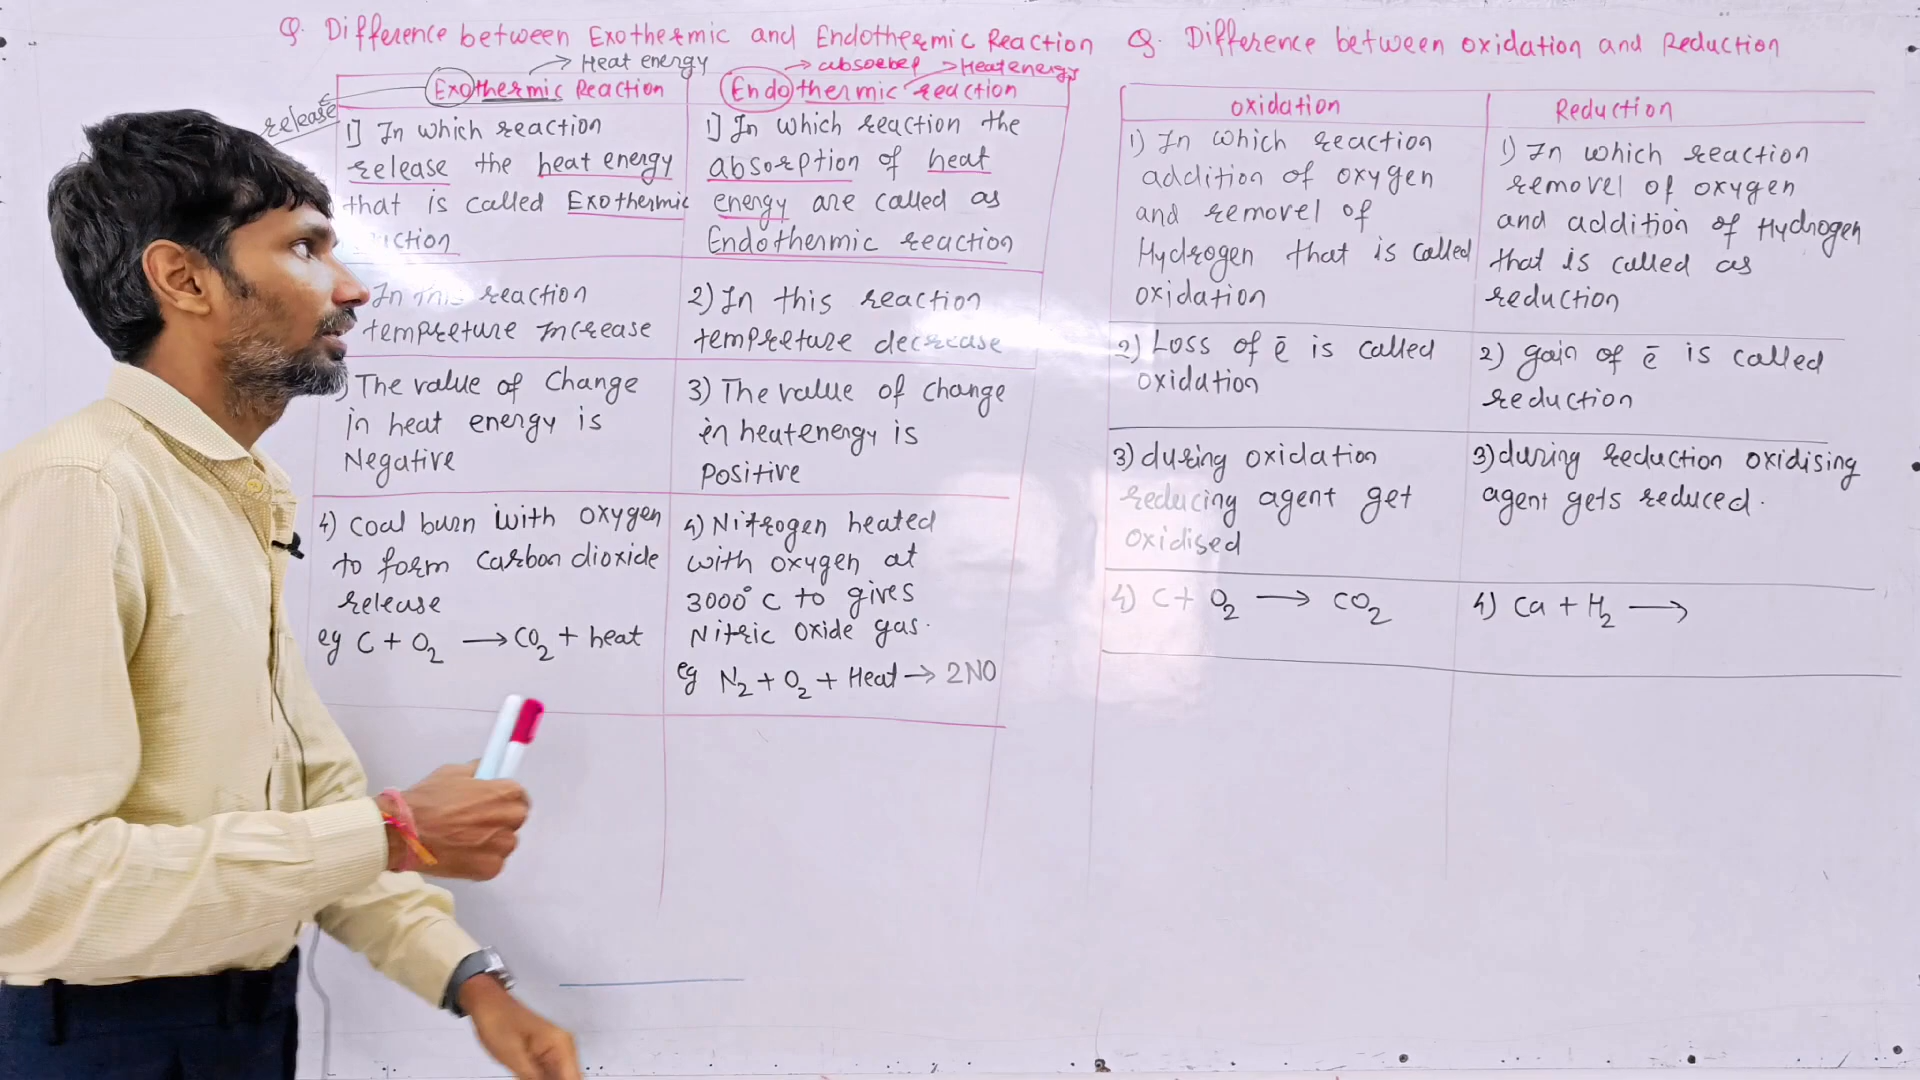 Q. Difference between Exothermic and Endothermic Reaction
→ Heat energy
→ absorbep → Heat energy
release
Exothermic Reaction
Endothermic reaction
1] In which reaction
release the heat energy
that is called Exothermic
ction
1] In which reaction the
absorption of heat
energy are called as
Endothermic reaction
In this reaction
tempreture Increase
2) In this reaction
tempreture decrease
) The value of Change
in heat energy is
Negative
3) The value of change
in heat energy is
Positive
4) Coal burn with oxygen
to form carbon dioxide
release
eg C + O₂ → CO₂ + heat
4) Nitrogen heated
with oxygen at
3000° C to gives
Nitric oxide gas.
eg N₂ + O₂ + Heat → 2NO
Q. Difference between oxidation and Reduction
oxidation
Reduction
1) In which reaction
addition of oxygen
and removel of
Hydrogen that is called
oxidation
1) In which reaction
removel of oxygen
and addition of Hydrogen
that is called as
reduction
2) Loss of ē is called
oxidation
2) gain of ē is called
reduction
3) during oxidation
reducing agent get
oxidised
3) during reduction oxidising
agent gets reduced.
4) C + O₂ → CO₂
4) Ca + H₂ →